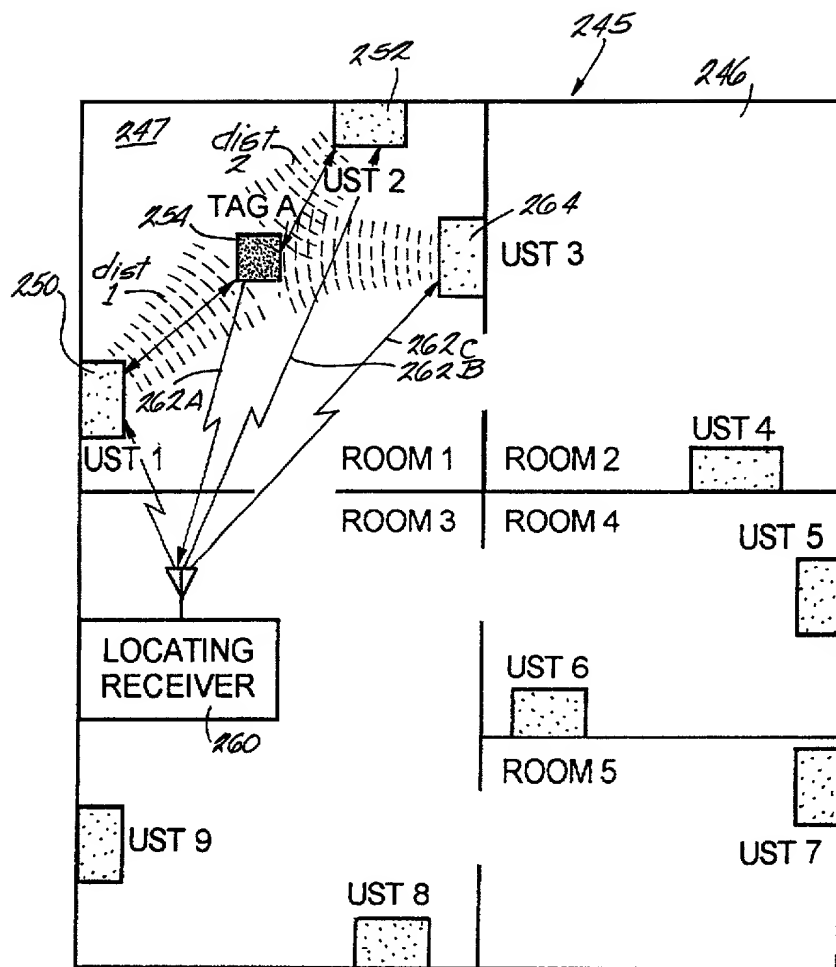 245
252
246
247
dist 2
UST 2
TAG A
254
264
UST 3
dist 1
250
262C
262B
262A
UST 4
UST 1
ROOM 1
ROOM 2
ROOM 3
ROOM 4
UST 5
LOCATING
RECEIVER
260
UST 6
ROOM 5
UST 9
UST 7
UST 8